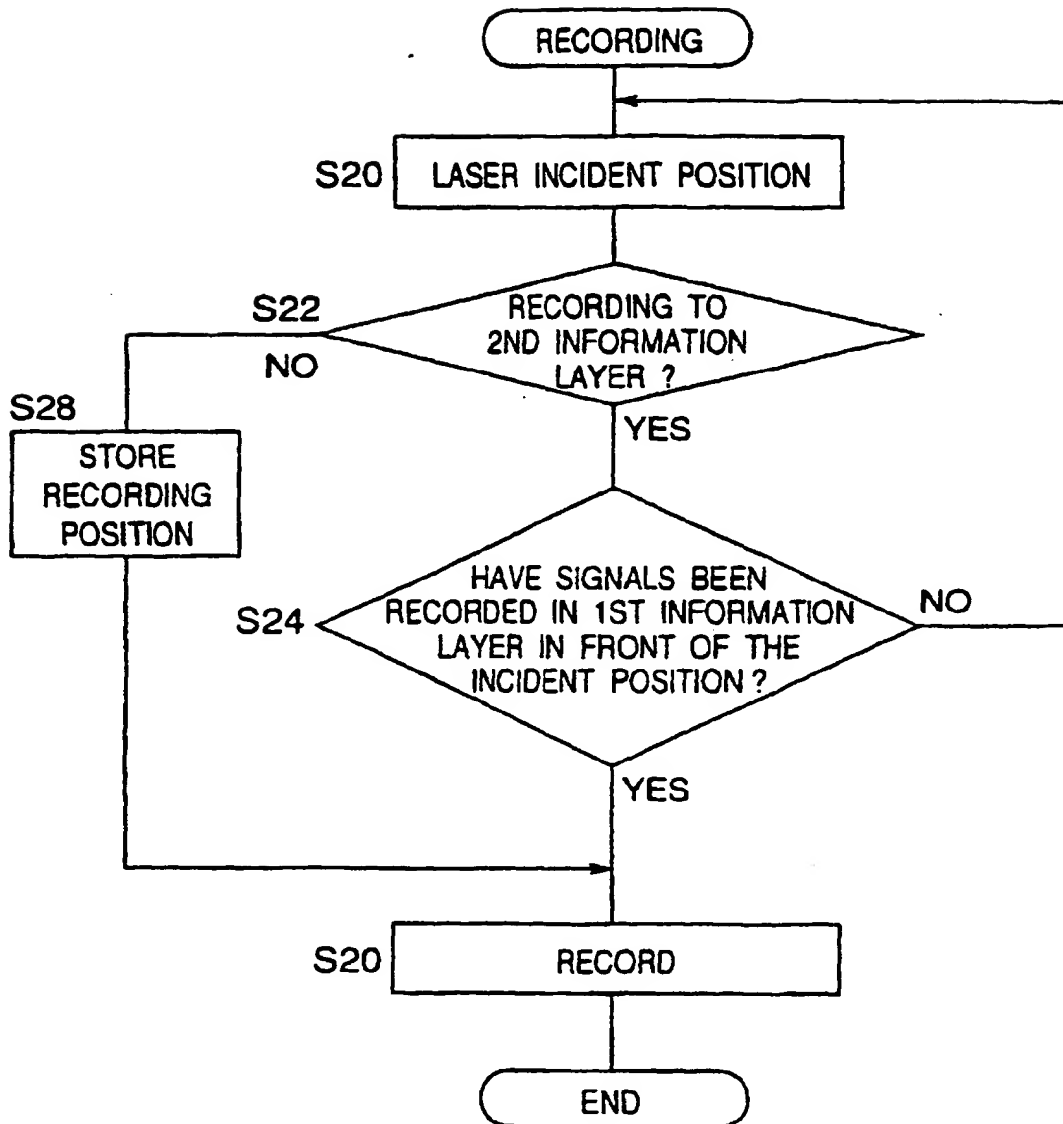 RECORDING
S20
LASER INCIDENT POSITION
S22
RECORDING TO
2ND INFORMATION
LAYER ?
NO
YES
S28
STORE
RECORDING
POSITION
S24
HAVE SIGNALS BEEN
RECORDED IN 1ST INFORMATION
LAYER IN FRONT OF THE
INCIDENT POSITION ?
NO
YES
S20
RECORD
END